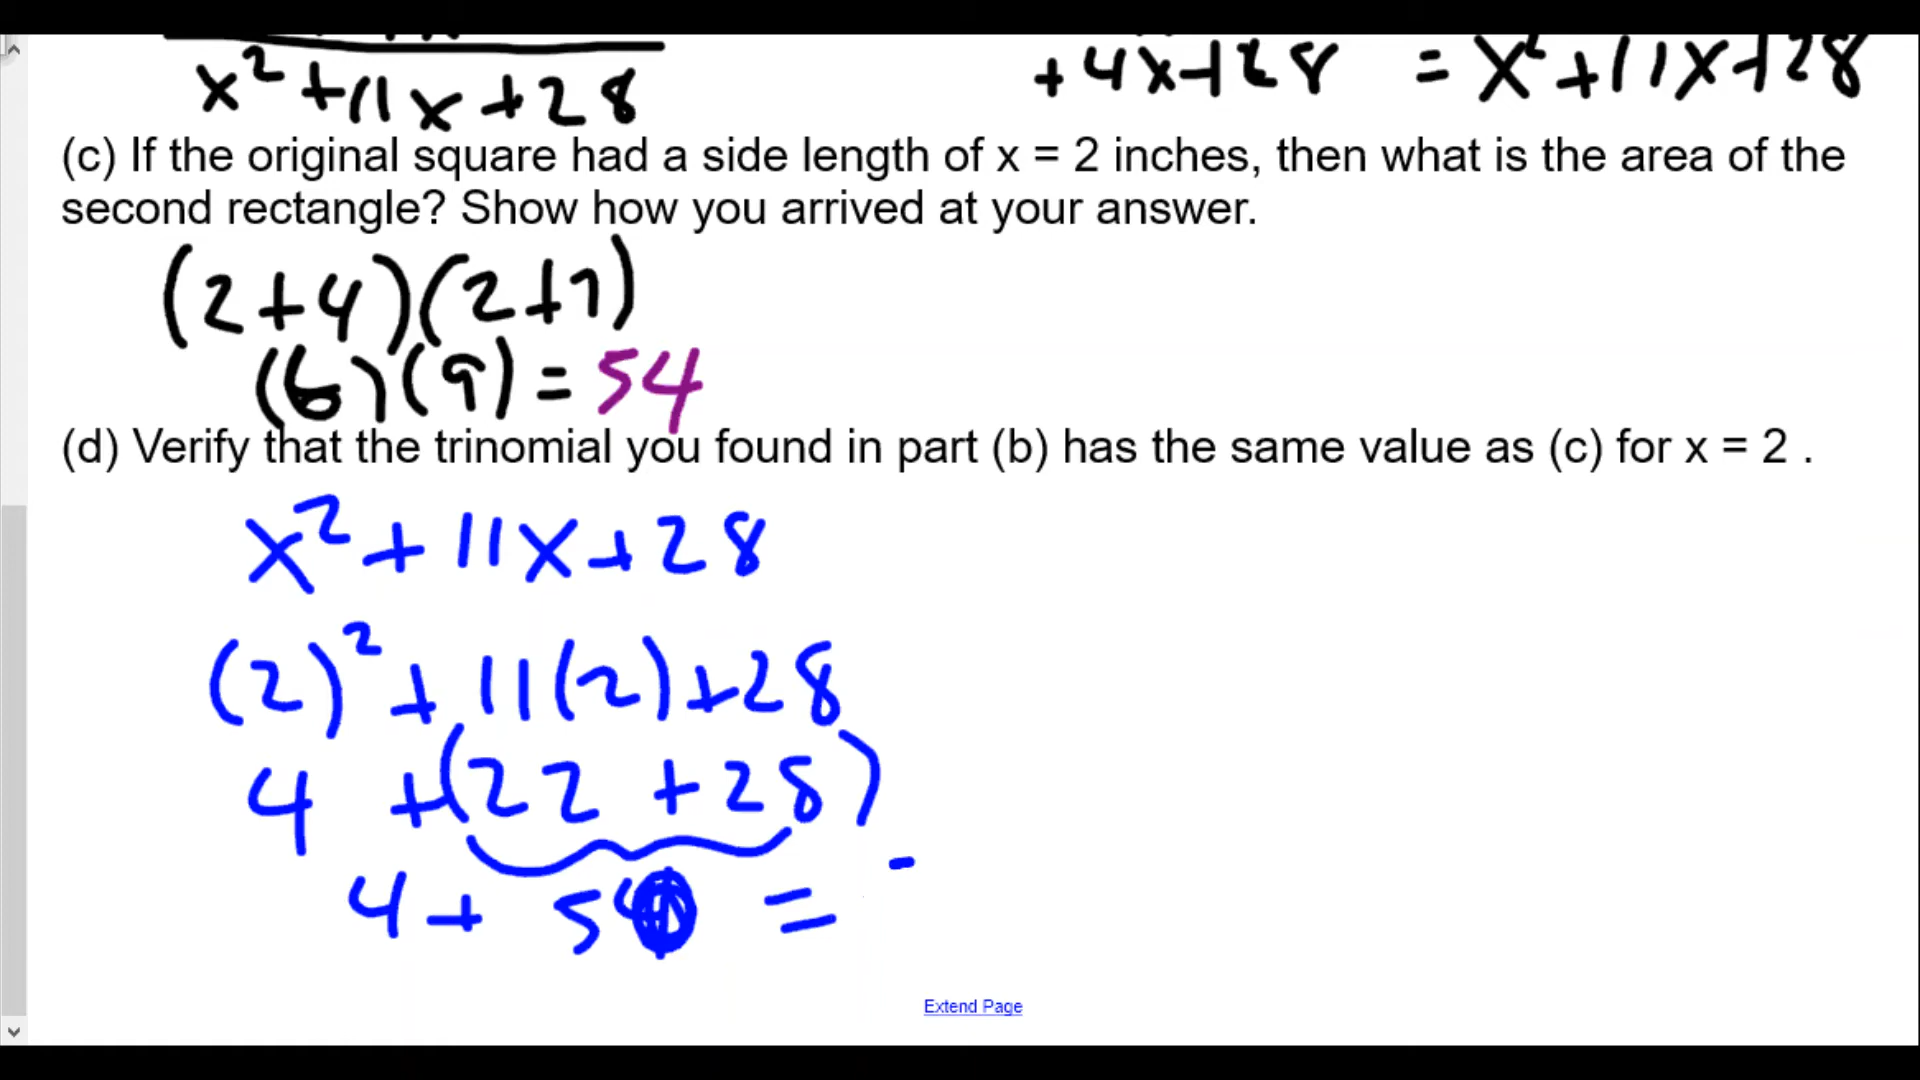 x² + 11x + 28
+ 4x + 28 = x² + 11x + 28
(c) If the original square had a side length of x = 2 inches, then what is the area of the
second rectangle? Show how you arrived at your answer.
(2+4)(2+7)
(6)(9) = 54
(d) Verify that the trinomial you found in part (b) has the same value as (c) for x = 2 .
x² + 11x + 28
(2)² + 11(2) + 28
4 + (22 + 28)
4 + 5 =
Extend Page